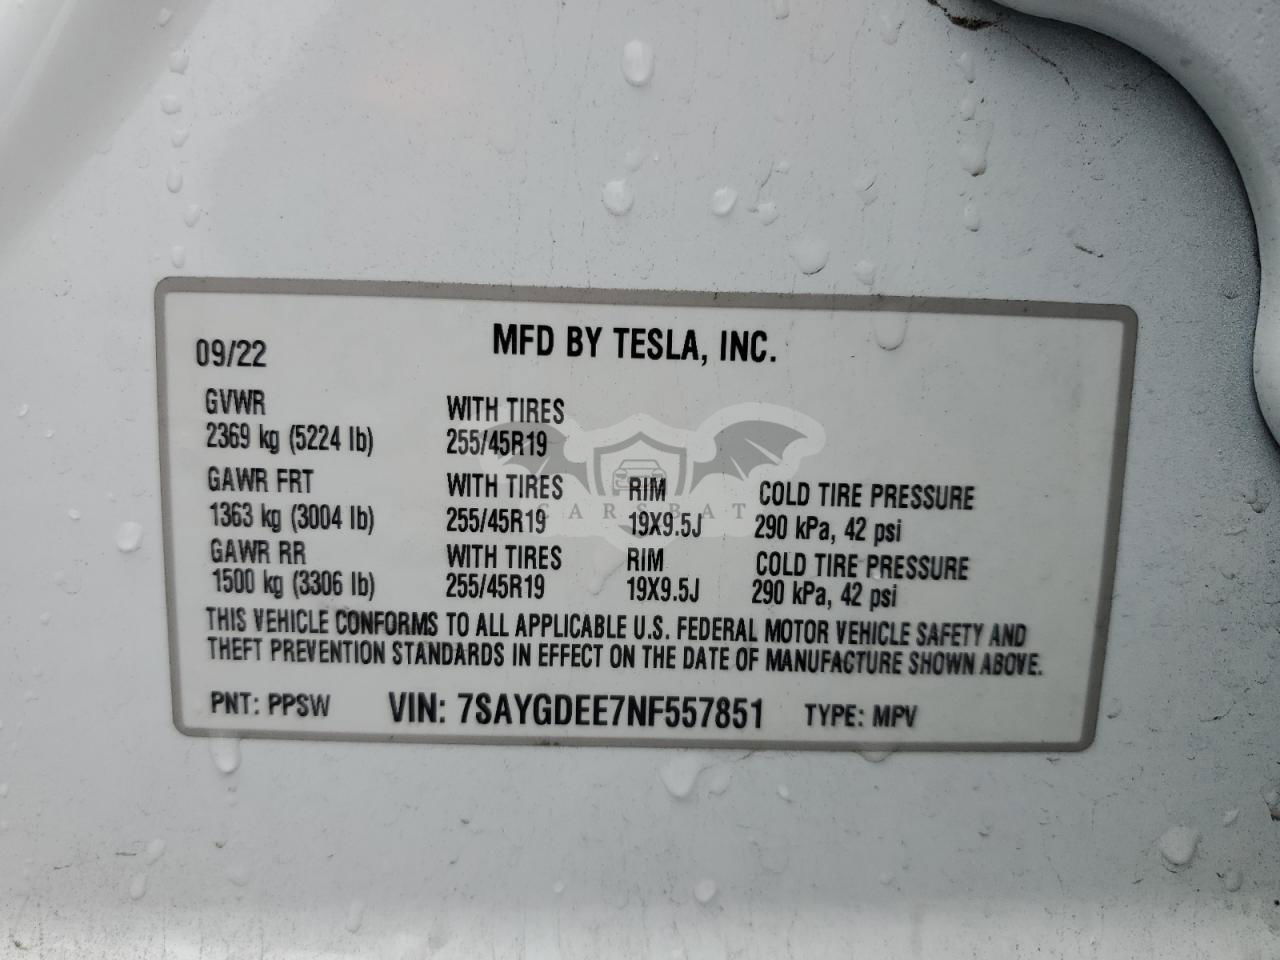 09/22 MFD BY TESLA, INC.
GVWR WITH TIRES
2369 kg (5224 lb) 255/45R19
GAWR FRT WITH TIRES RIM COLD TIRE PRESSURE
1363 kg (3004 lb) 255/45R19 19X9.5J 290 kPa, 42 psi
GAWR RR WITH TIRES RIM COLD TIRE PRESSURE
1500 kg (3306 lb) 255/45R19 19X9.5J 290 kPa, 42 psi
THIS VEHICLE CONFORMS TO ALL APPLICABLE U.S. FEDERAL MOTOR VEHICLE SAFETY AND
THEFT PREVENTION STANDARDS IN EFFECT ON THE DATE OF MANUFACTURE SHOWN ABOVE.
PNT: PPSW VIN: 7SAYGDEE7NF557851 TYPE: MPV
CARSBAT